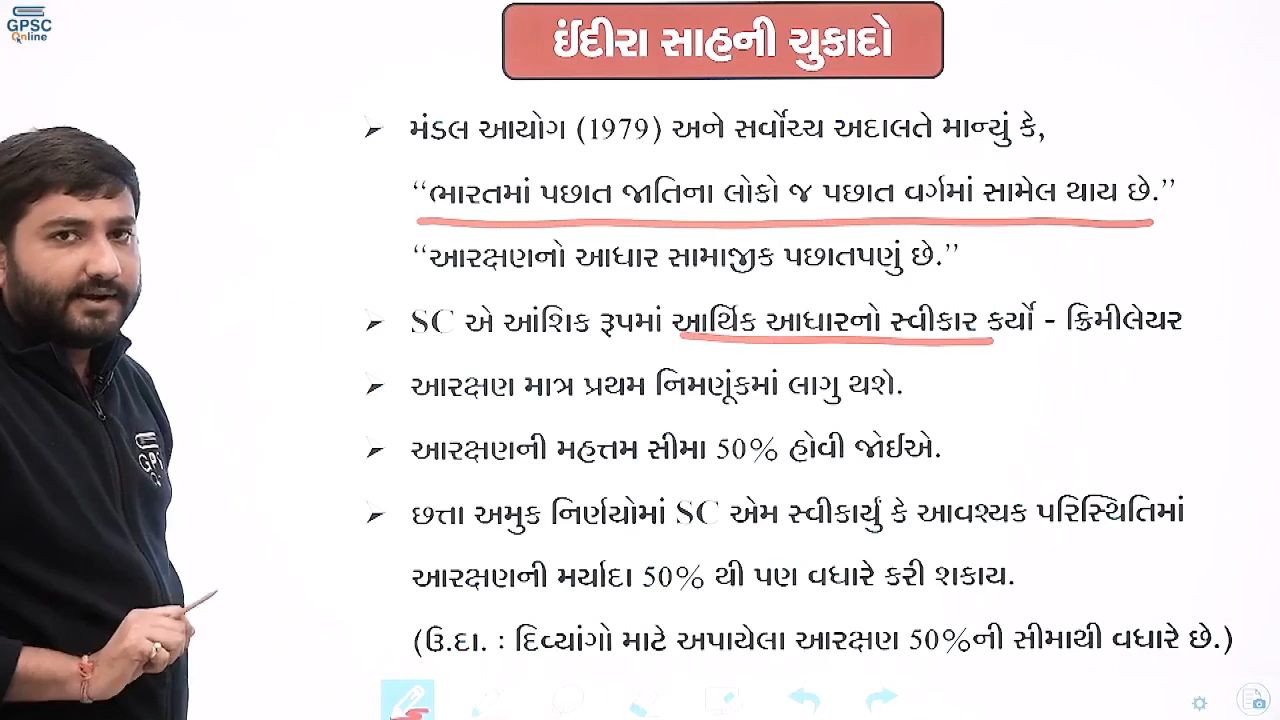 GPSC
Online
ઈંદીરા સાહની ચુકાદો
➢ મંડલ આયોગ (1979) અને સર્વોચ્ચ અદાલતે માન્યું કે,
“ભારતમાં પછાત જાતિના લોકો જ પછાત વર્ગમાં સામેલ થાય છે.”
“આરક્ષણનો આધાર સામાજીક પછાતપણું છે.”
➢ SC એ આંશિક રૂપમાં આર્થિક આધારનો સ્વીકાર કર્યો - ક્રિમીલેયર
➢ આરક્ષણ માત્ર પ્રથમ નિમણૂંકમાં લાગુ થશે.
➢ આરક્ષણની મહત્તમ સીમા 50% હોવી જોઈએ.
➢ છત્તા અમુક નિર્ણયોમાં SC એમ સ્વીકાર્યું કે આવશ્યક પરિસ્થિતિમાં
આરક્ષણની મર્યાદા 50% થી પણ વધારે કરી શકાય.
(ઉ.દા. : દિવ્યાંગો માટે અપાયેલા આરક્ષણ 50%ની સીમાથી વધારે છે.)